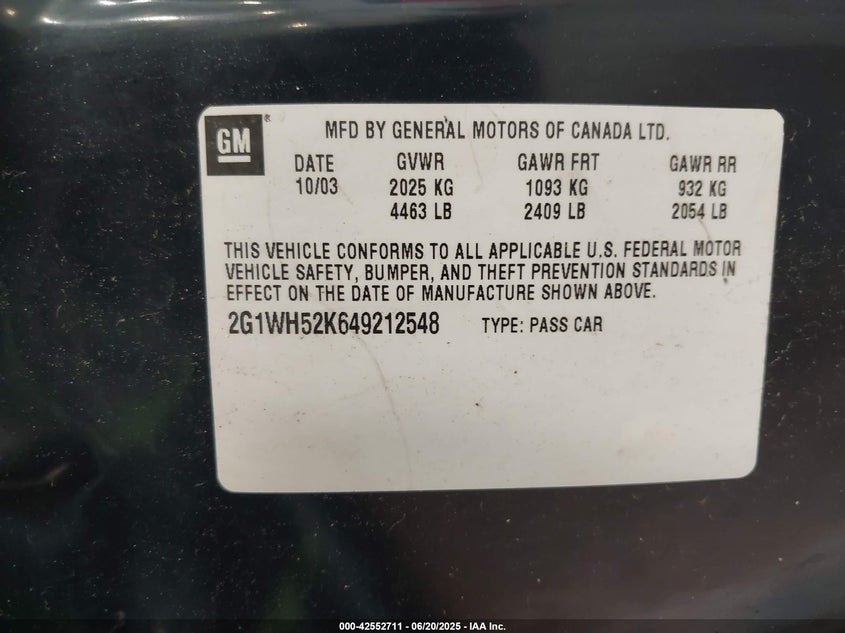 GM®
MFD BY GENERAL MOTORS OF CANADA LTD.
DATE GVWR GAWR FRT GAWR RR
10/03 2025 KG 1093 KG 932 KG
4463 LB 2409 LB 2054 LB
THIS VEHICLE CONFORMS TO ALL APPLICABLE U.S. FEDERAL MOTOR
VEHICLE SAFETY, BUMPER, AND THEFT PREVENTION STANDARDS IN
EFFECT ON THE DATE OF MANUFACTURE SHOWN ABOVE.
2G1WH52K649212548 TYPE: PASS CAR
000-42552711 - 06/20/2025 - IAA Inc.